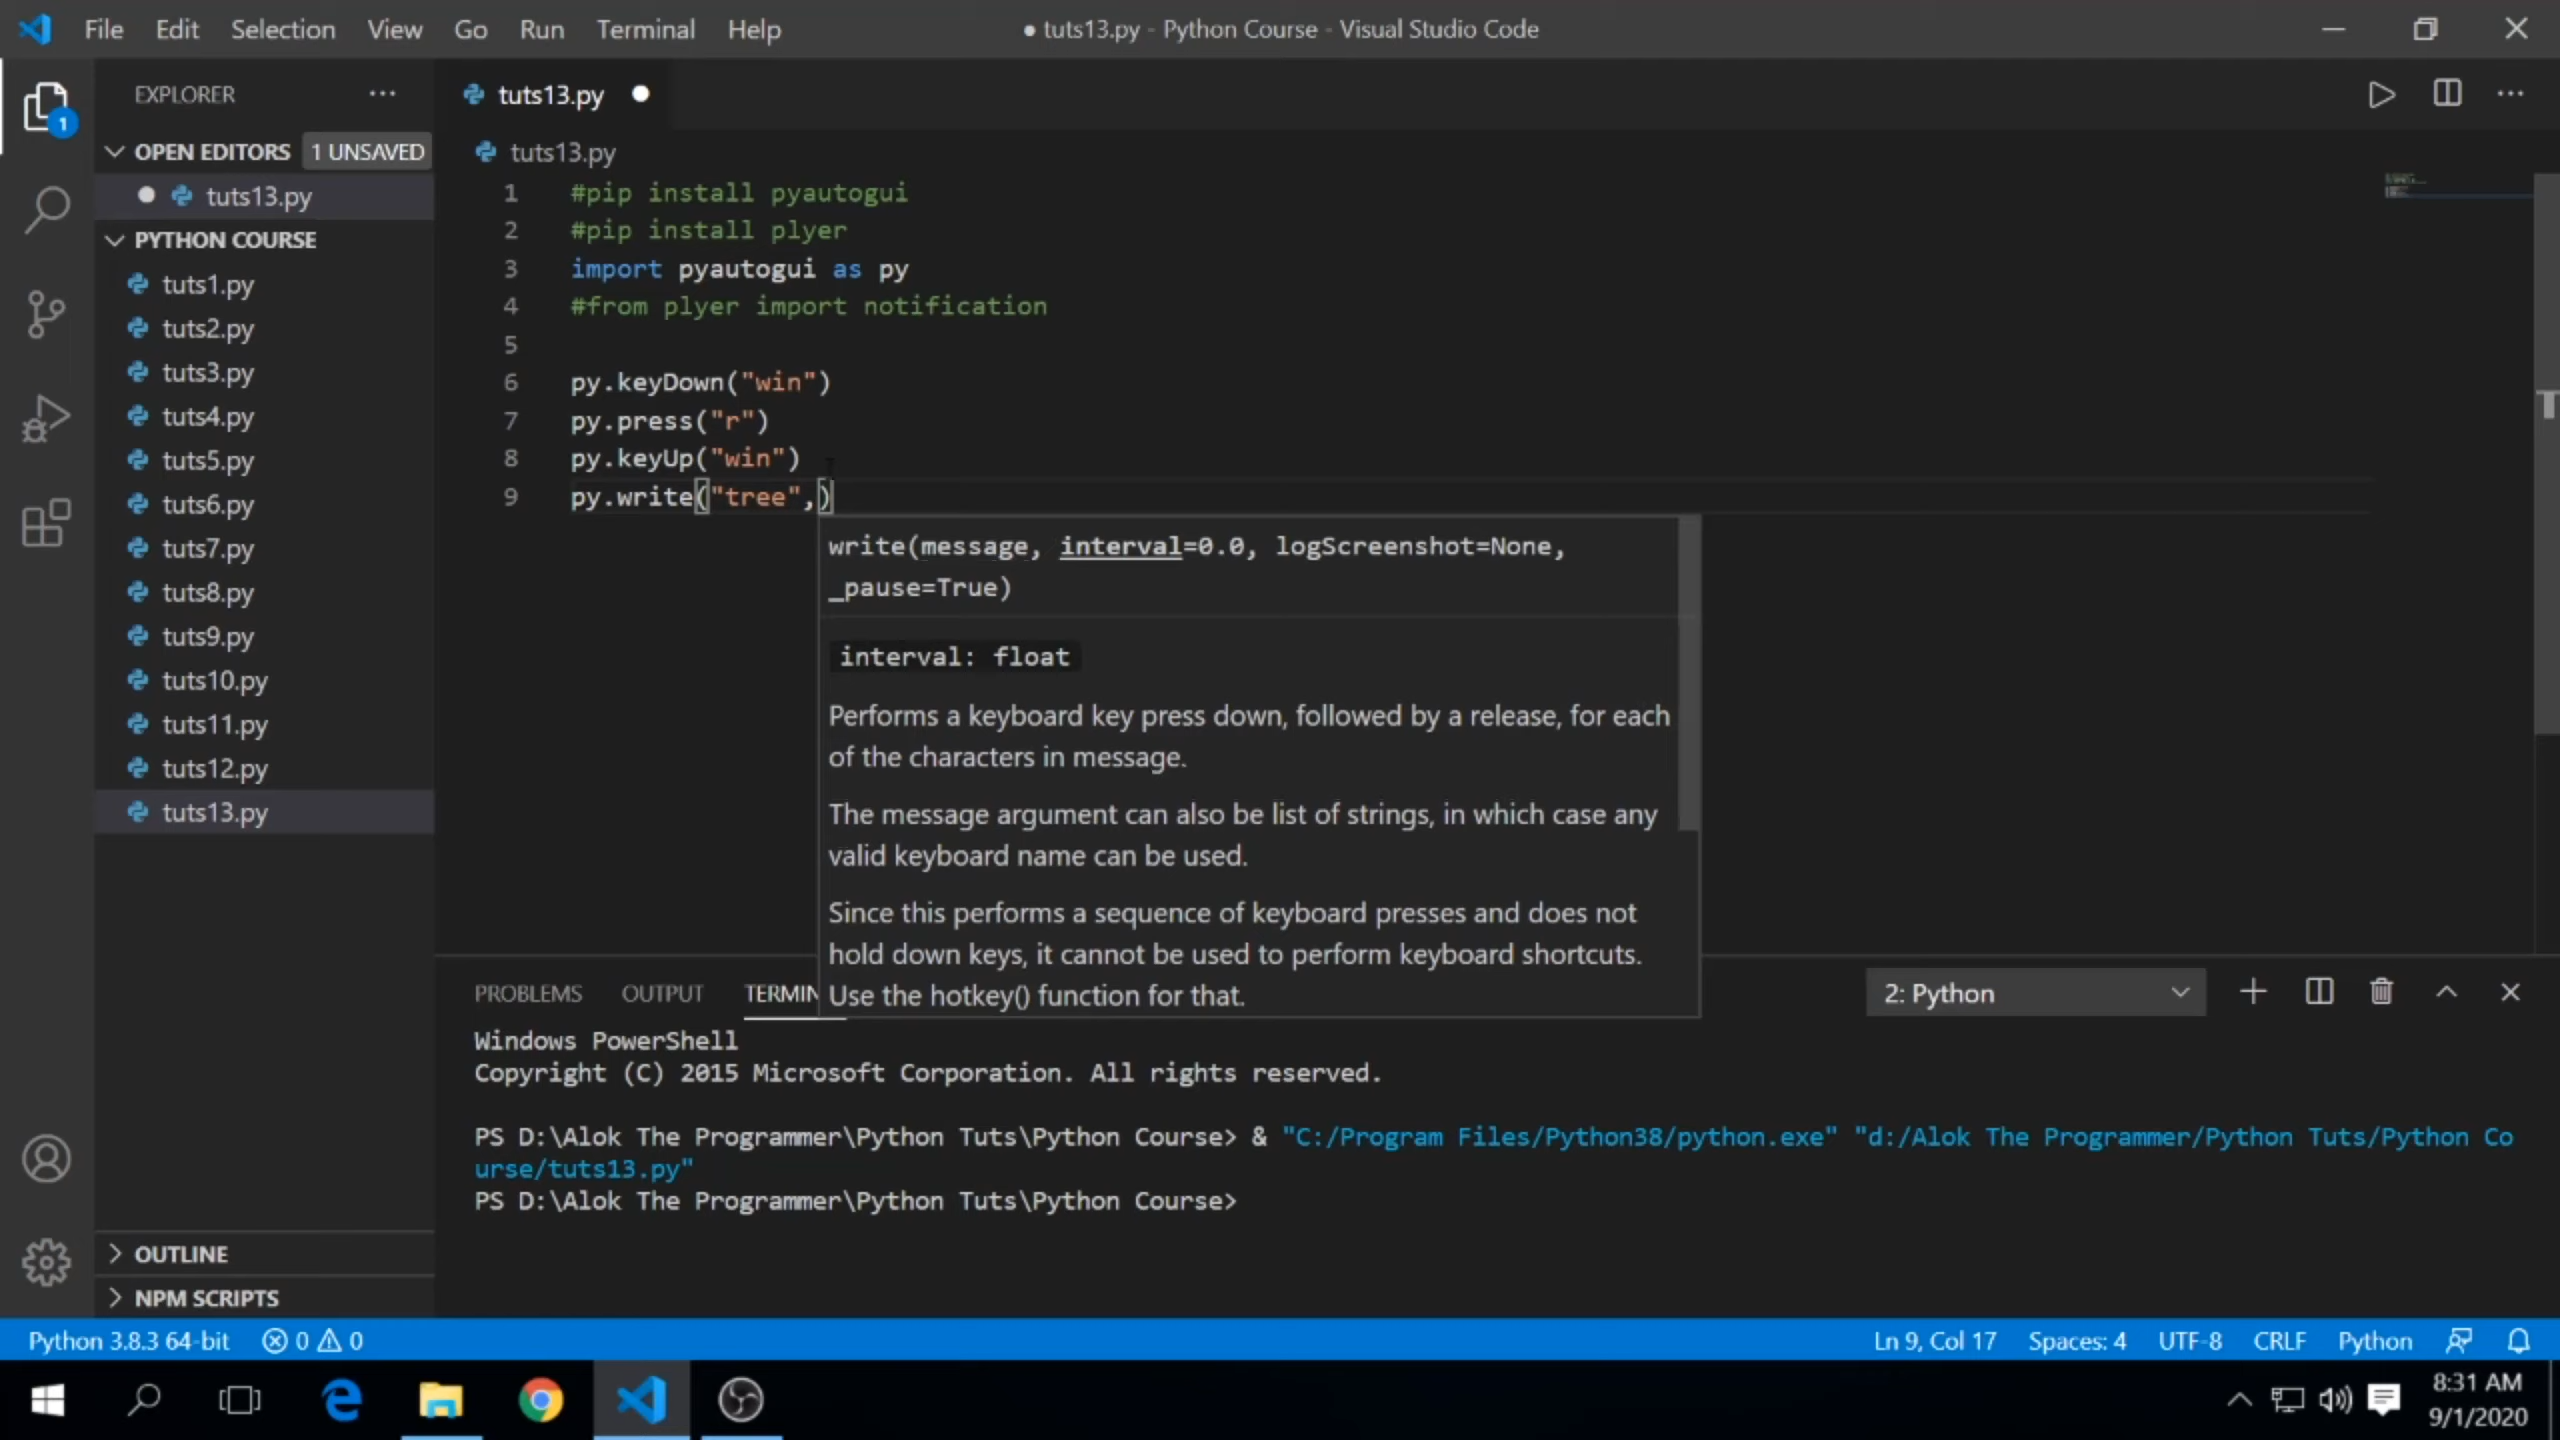 File Edit Selection View Go Run Terminal Help
● tuts13.py - Python Course - Visual Studio Code
1
EXPLORER
OPEN EDITORS 1 UNSAVED
tuts13.py
PYTHON COURSE
tuts1.py
tuts2.py
tuts3.py
tuts4.py
tuts5.py
tuts6.py
tuts7.py
tuts8.py
tuts9.py
tuts10.py
tuts11.py
tuts12.py
tuts13.py
OUTLINE
NPM SCRIPTS
tuts13.py
tuts13.py
1 #pip install pyautogui
2 #pip install plyer
3 import pyautogui as py
4 #from plyer import notification
5
6 py.keyDown("win")
7 py.press("r")
8 py.keyUp("win")
9 py.write("tree",)
write(message, interval=0.0, logScreenshot=None,
_pause=True)
interval: float
Performs a keyboard key press down, followed by a release, for each
of the characters in message.
The message argument can also be list of strings, in which case any
valid keyboard name can be used.
Since this performs a sequence of keyboard presses and does not
hold down keys, it cannot be used to perform keyboard shortcuts.
Use the hotkey() function for that.
PROBLEMS OUTPUT TERMIN
2: Python
Windows PowerShell
Copyright (C) 2015 Microsoft Corporation. All rights reserved.
PS D:\Alok The Programmer\Python Tuts\Python Course> & "C:/Program Files/Python38/python.exe" "d:/Alok The Programmer/Python Tuts/Python Co
urse/tuts13.py"
PS D:\Alok The Programmer\Python Tuts\Python Course>
Python 3.8.3 64-bit 0 0
Ln 9, Col 17 Spaces: 4 UTF-8 CRLF Python
8:31 AM
9/1/2020